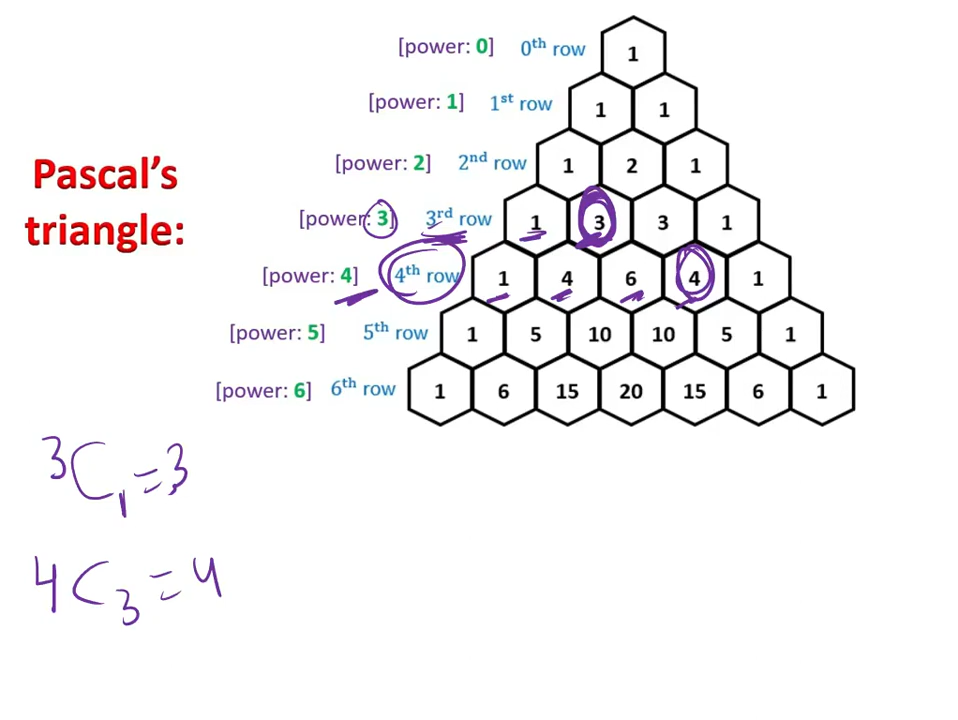 [power: 0] 0th row 1
[power: 1] 1st row 1 1
[power: 2] 2nd row 1 2 1
Pascal's
triangle:
[power: 3] 3rd row 1 3 3 1
[power: 4] 4th row 1 4 6 4 1
[power: 5] 5th row 1 5 10 10 5 1
[power: 6] 6th row 1 6 15 20 15 6 1
³C₁=3
4C₃=4